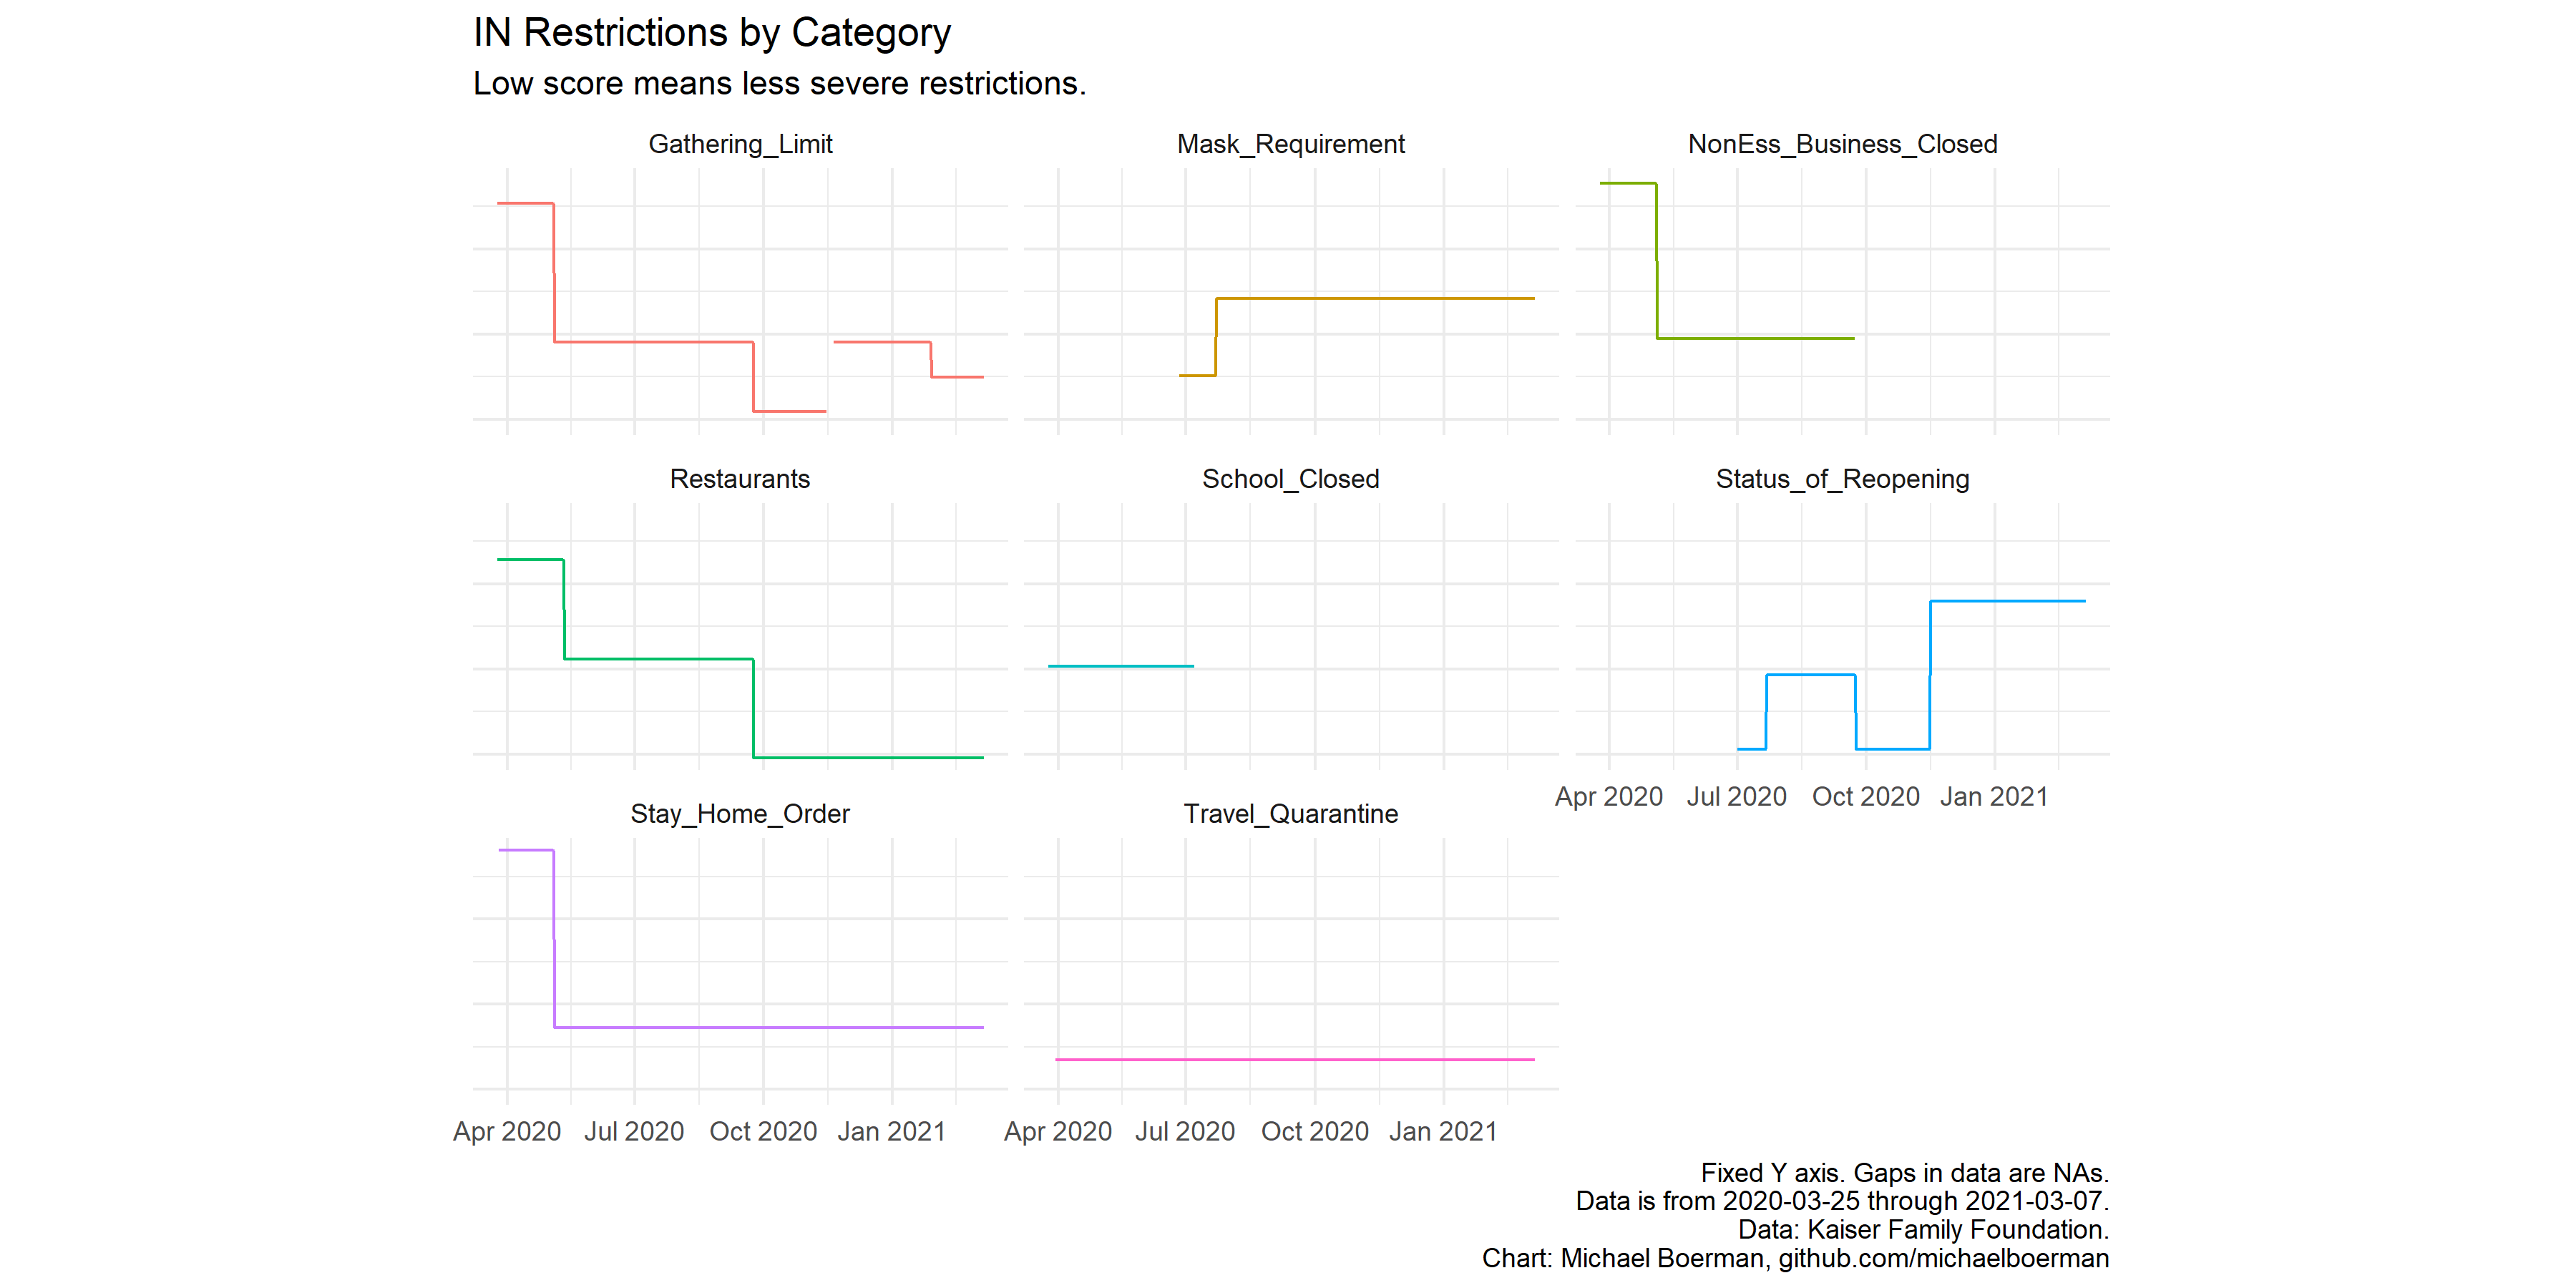 IN Restrictions by Category
Low score means less severe restrictions.
Gathering_Limit
Mask_Requirement
NonEss_Business_Closed
Restaurants
School_Closed
Status_of_Reopening
Apr 2020 Jul 2020 Oct 2020 Jan 2021
Stay_Home_Order
Travel_Quarantine
Apr 2020 Jul 2020 Oct 2020 Jan 2021
Apr 2020 Jul 2020 Oct 2020 Jan 2021
Fixed Y axis. Gaps in data are NAs.
Data is from 2020-03-25 through 2021-03-07.
Data: Kaiser Family Foundation.
Chart: Michael Boerman, github.com/michaelboerman